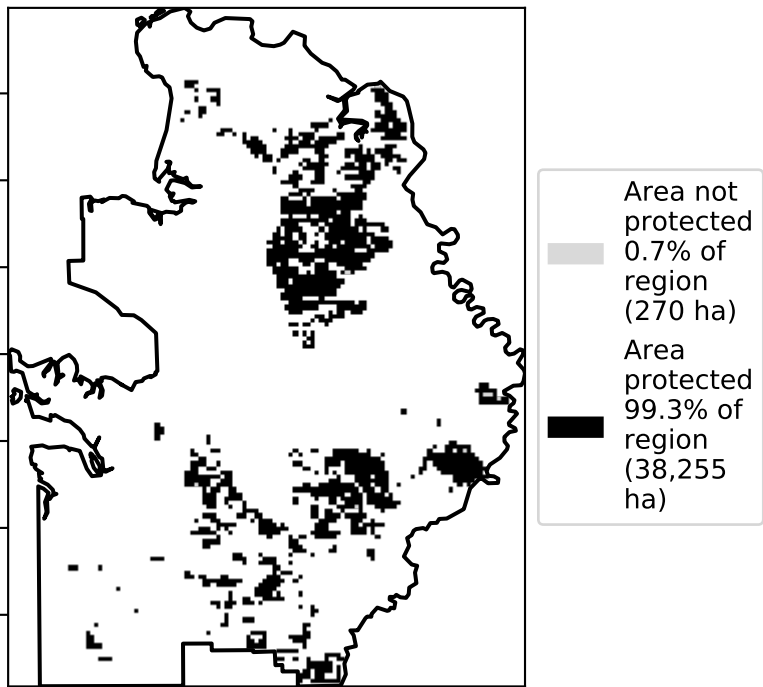 Area not
protected
0.7% of
region
(270 ha)
Area
protected
99.3% of
region
(38,255
ha)